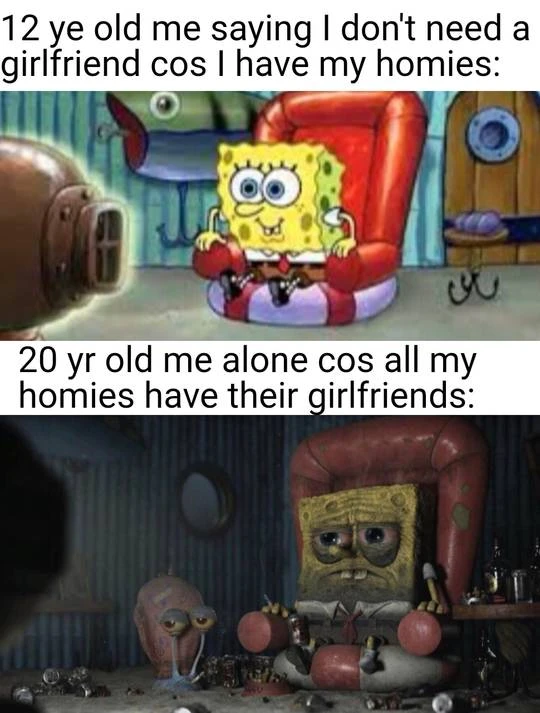 12 ye old me saying I don't need a
girlfriend cos I have my homies:
20 yr old me alone cos all my
homies have their girlfriends: